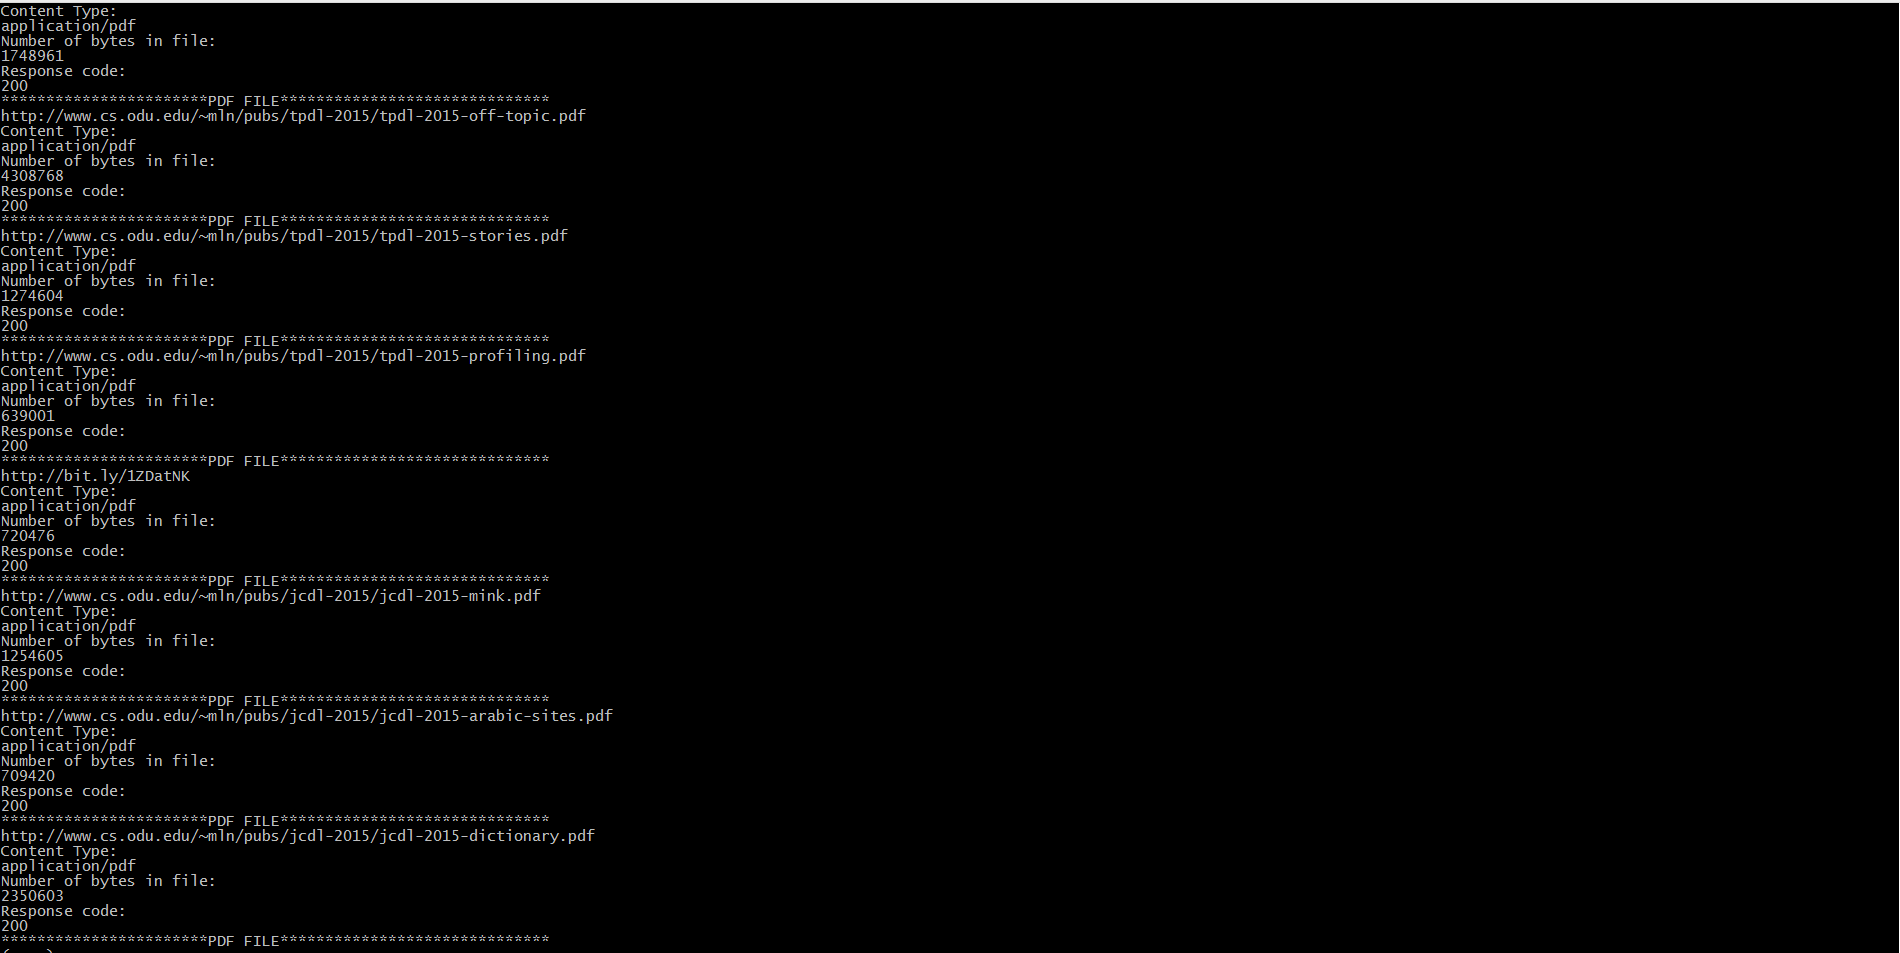 Content Type:
application/pdf
Number of bytes in file:
1748961
Response code:
200
***********************PDF FILE******************************
http://www.cs.odu.edu/~mln/pubs/tpdl-2015/tpdl-2015-off-topic.pdf
Content Type:
application/pdf
Number of bytes in file:
4308768
Response code:
200
***********************PDF FILE******************************
http://www.cs.odu.edu/~mln/pubs/tpdl-2015/tpdl-2015-stories.pdf
Content Type:
application/pdf
Number of bytes in file:
1274604
Response code:
200
***********************PDF FILE******************************
http://www.cs.odu.edu/~mln/pubs/tpdl-2015/tpdl-2015-profiling.pdf
Content Type:
application/pdf
Number of bytes in file:
639001
Response code:
200
***********************PDF FILE******************************
http://bit.ly/1ZDatNK
Content Type:
application/pdf
Number of bytes in file:
720476
Response code:
200
***********************PDF FILE******************************
http://www.cs.odu.edu/~mln/pubs/jcdl-2015/jcdl-2015-mink.pdf
Content Type:
application/pdf
Number of bytes in file:
1254605
Response code:
200
***********************PDF FILE******************************
http://www.cs.odu.edu/~mln/pubs/jcdl-2015/jcdl-2015-arabic-sites.pdf
Content Type:
application/pdf
Number of bytes in file:
709420
Response code:
200
***********************PDF FILE******************************
http://www.cs.odu.edu/~mln/pubs/jcdl-2015/jcdl-2015-dictionary.pdf
Content Type:
application/pdf
Number of bytes in file:
2350603
Response code:
200
***********************PDF FILE******************************